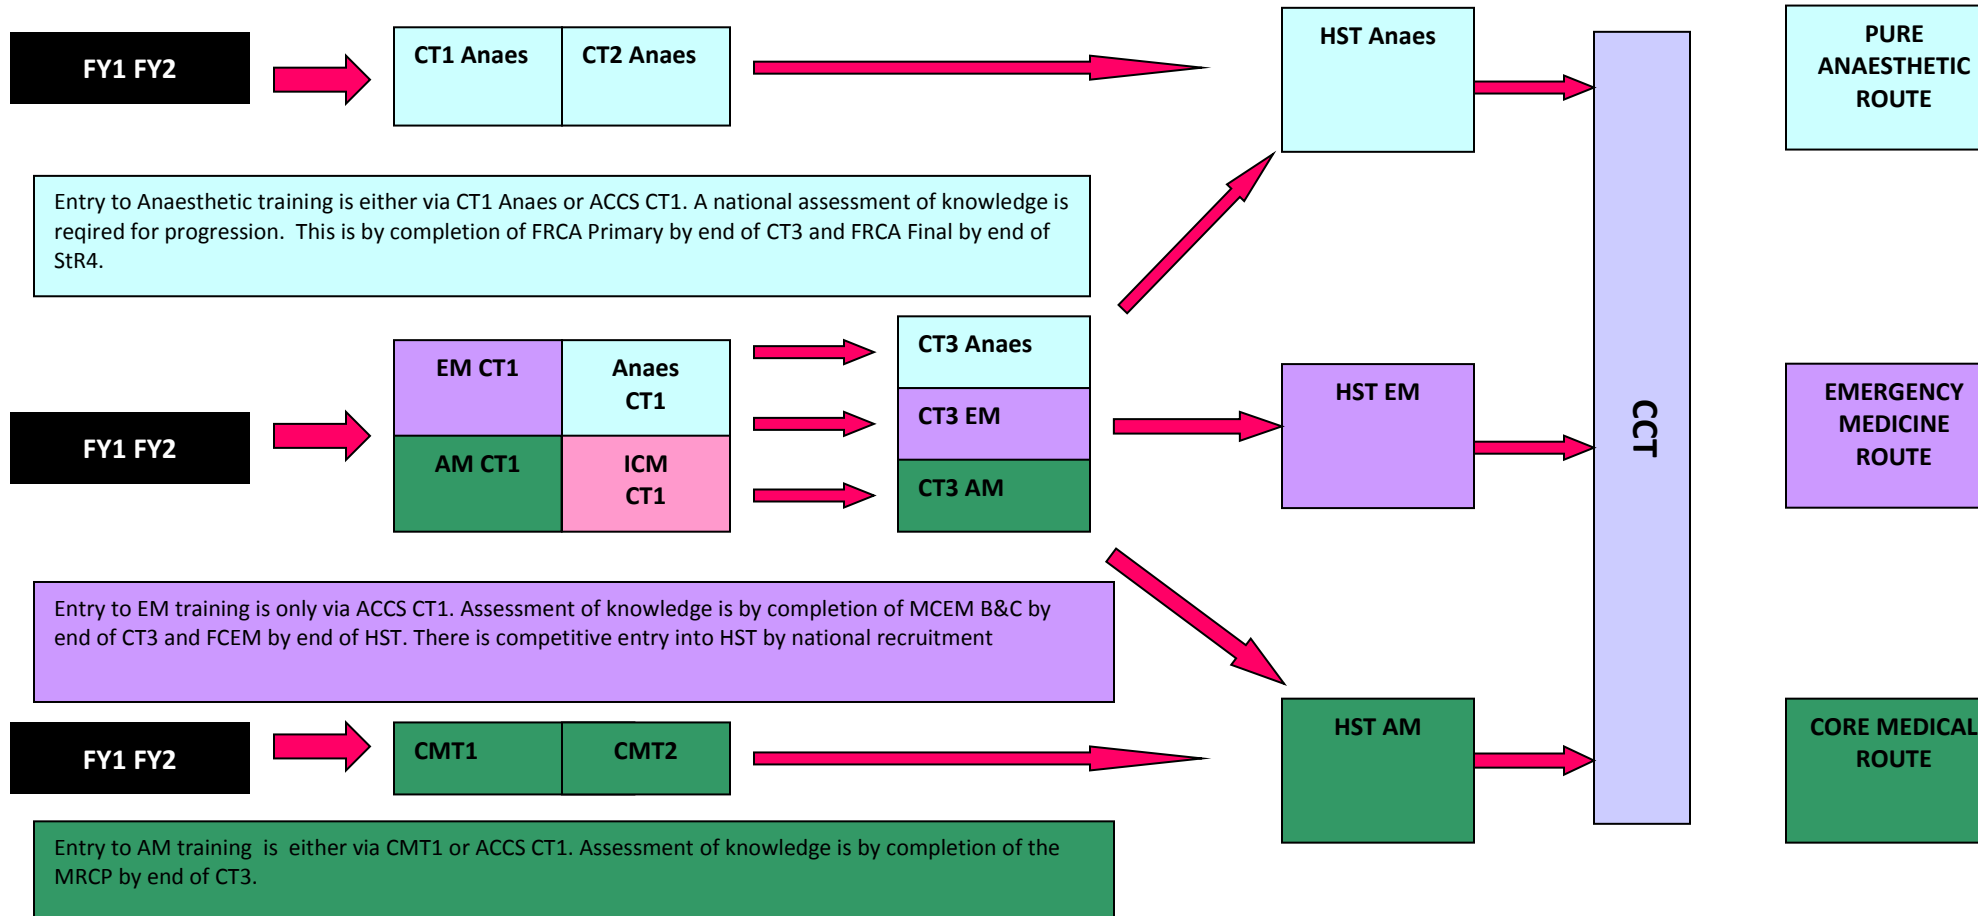 FY1 FY2
CT1 Anaes
CT2 Anaes
HST Anaes
PURE
ANAESTHETIC
ROUTE
Entry to Anaesthetic training is either via CT1 Anaes or ACCS CT1. A national assessment of knowledge is
reqired for progression. This is by completion of FRCA Primary by end of CT3 and FRCA Final by end of
StR4.
FY1 FY2
EM CT1
Anaes
CT1
AM CT1
ICM
CT1
CT3 Anaes
CT3 EM
CT3 AM
HST EM
CCT
EMERGENCY
MEDICINE
ROUTE
Entry to EM training is only via ACCS CT1. Assessment of knowledge is by completion of MCEM B&C by
end of CT3 and FCEM by end of HST. There is competitive entry into HST by national recruitment
FY1 FY2
CMT1
CMT2
HST AM
CORE MEDICAL
ROUTE
Entry to AM training is either via CMT1 or ACCS CT1. Assessment of knowledge is by completion of the
MRCP by end of CT3.